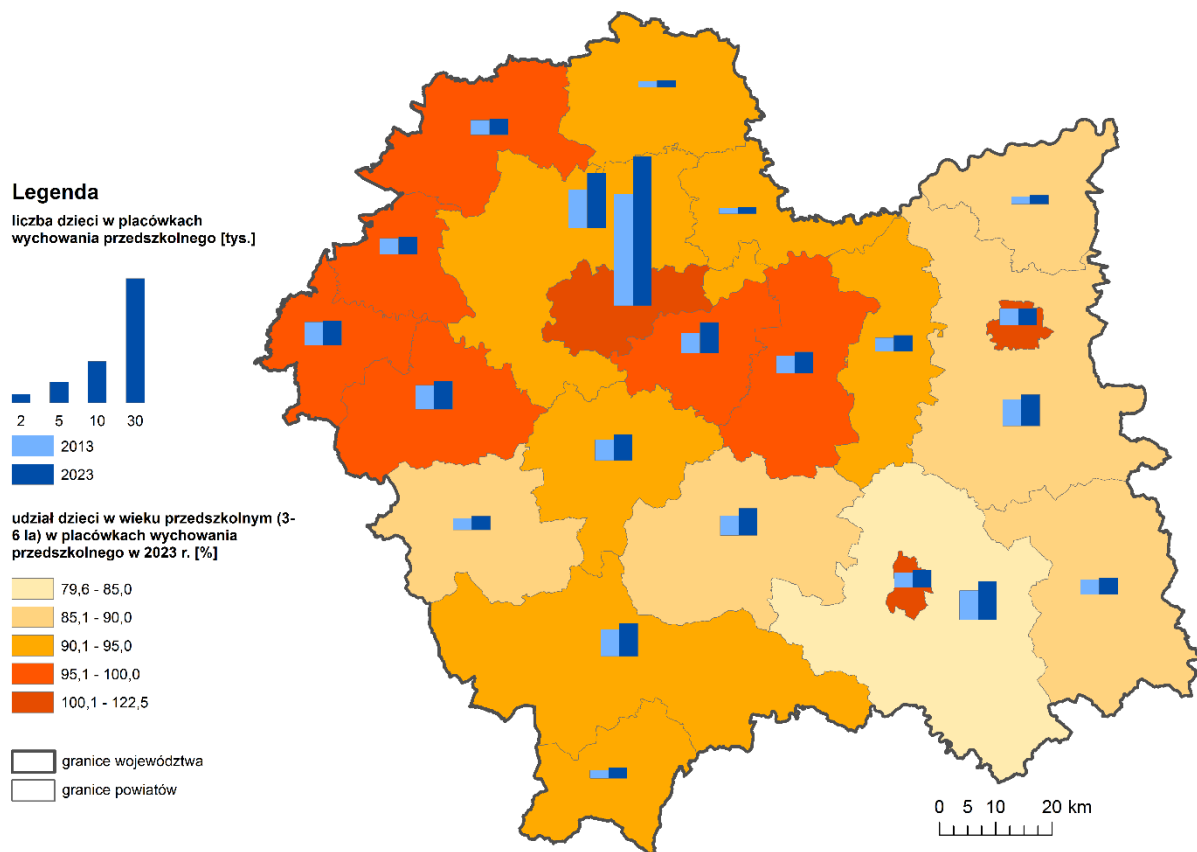 Legenda
liczba dzieci w placówkach
wychowania przedszkolnego [tys.]
2 5 10 30
2013
2023
udział dzieci w wieku przedszkolnym (3-
6 la) w placówkach wychowania
przedszkolnego w 2023 r. [%]
79,6 - 85,0
85,1 - 90,0
90,1 - 95,0
95,1 - 100,0
100,1 - 122,5
granice województwa
granice powiatów
0 5 10 20 km